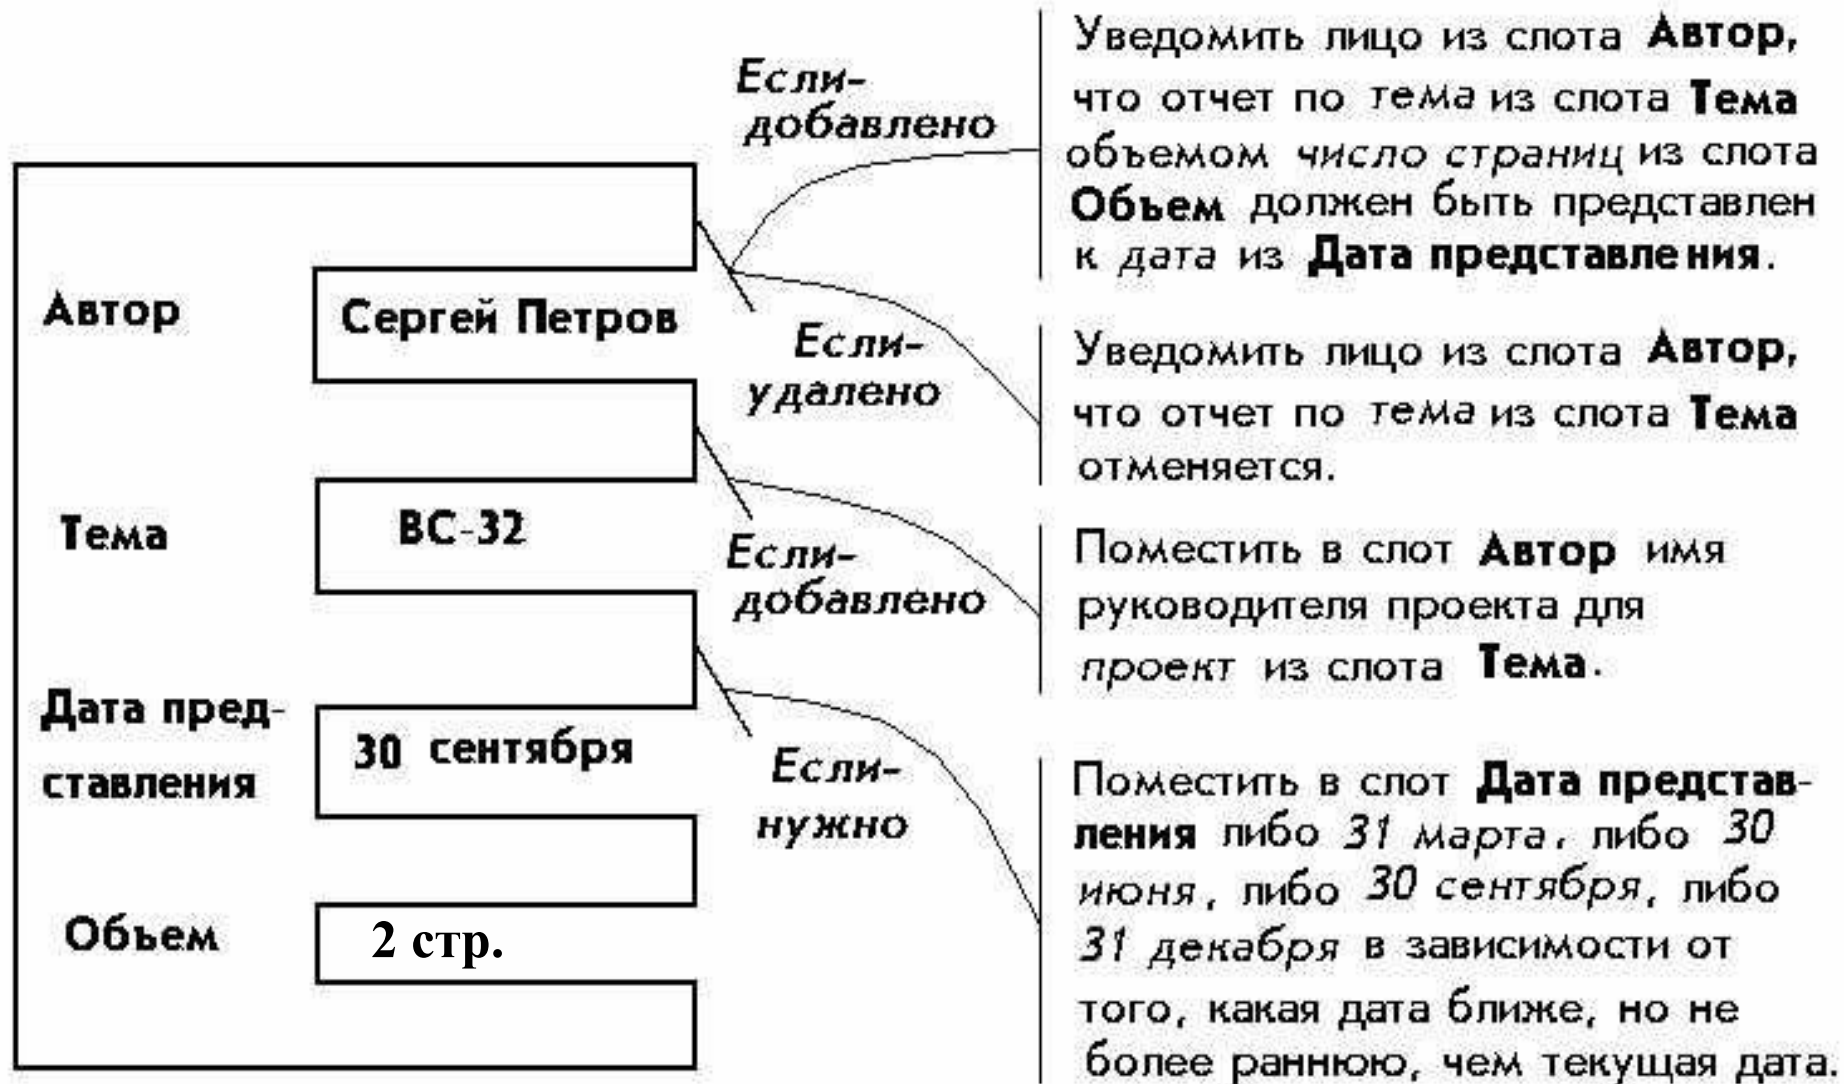 Автор
Сергей Петров
Тема
ВС-32
Дата пред-
ставления
30 сентября
Объем
2 стр.
Если-
добавлено
Уведомить лицо из слота Автор,
что отчет по тема из слота Тема
объемом число страниц из слота
Объем должен быть представлен
к дата из Дата представления.
Если-
удалено
Уведомить лицо из слота Автор,
что отчет по тема из слота Тема
отменяется.
Если-
добавлено
Поместить в слот Автор имя
руководителя проекта для
проект из слота Тема.
Если-
нужно
Поместить в слот Дата представ-
ления либо 31 марта, либо 30
июня, либо 30 сентября, либо
31 декабря в зависимости от
того, какая дата ближе, но не
более раннюю, чем текущая дата.